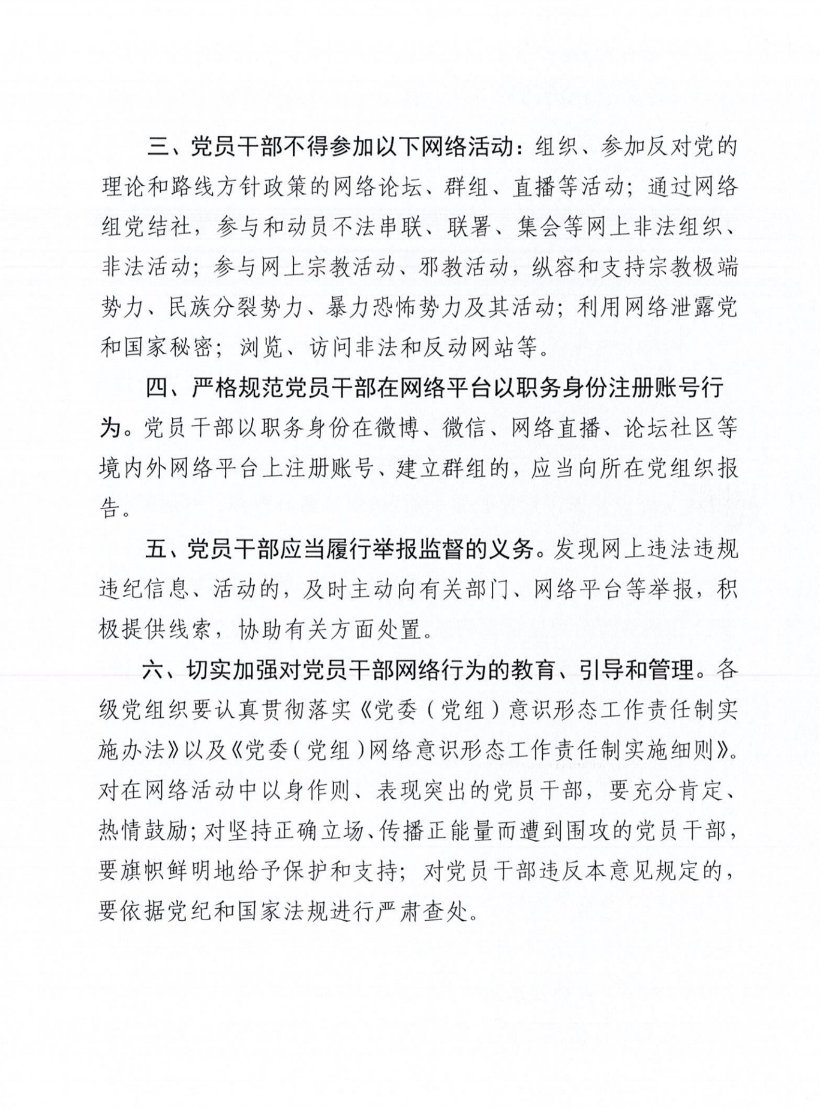 三、党员干部不得参加以下网络活动：组织、参加反对党的
理论和路线方针政策的网络论坛、群组、直播等活动；通过网络
组党结社，参与和动员不法串联、联署、集会等网上非法组织、
非法活动；参与网上宗教活动、邪教活动，纵容和支持宗教极端
势力、民族分裂势力、暴力恐怖势力及其活动；利用网络泄露党
和国家秘密；浏览、访问非法和反动网站等。
四、严格规范党员干部在网络平台以职务身份注册账号行
为。党员干部以职务身份在微博、微信、网络直播、论坛社区等
境内外网络平台上注册账号、建立群组的，应当向所在党组织报
告。
五、党员干部应当履行举报监督的义务。发现网上违法违规
违纪信息、活动的，及时主动向有关部门、网络平台等举报，积
极提供线索，协助有关方面处置。
六、切实加强对党员干部网络行为的教育、引导和管理。各
级党组织要认真贯彻落实《党委（党组）意识形态工作责任制实
施办法》以及《党委（党组）网络意识形态工作责任制实施细则》。
对在网络活动中以身作则、表现突出的党员干部，要充分肯定、
热情鼓励；对坚持正确立场、传播正能量而遭到围攻的党员干部，
要旗帜鲜明地给予保护和支持；对党员干部违反本意见规定的，
要依据党纪和国家法规进行严肃查处。